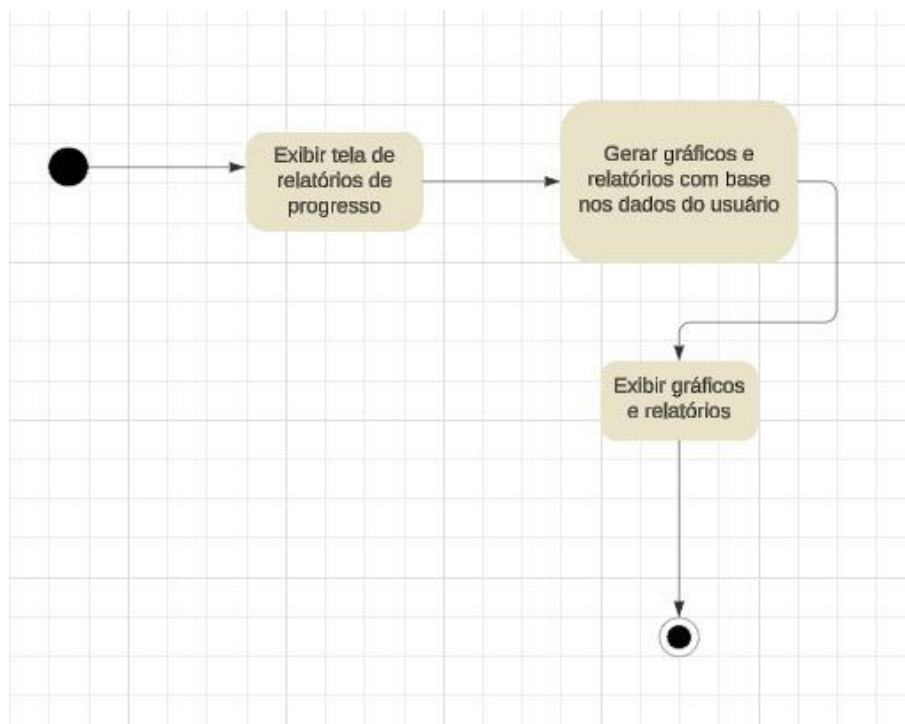 Exibir tela de
relatórios de
progresso
Gerar gráficos e
relatórios com base
nos dados do usuário
Exibir gráficos
e relatórios